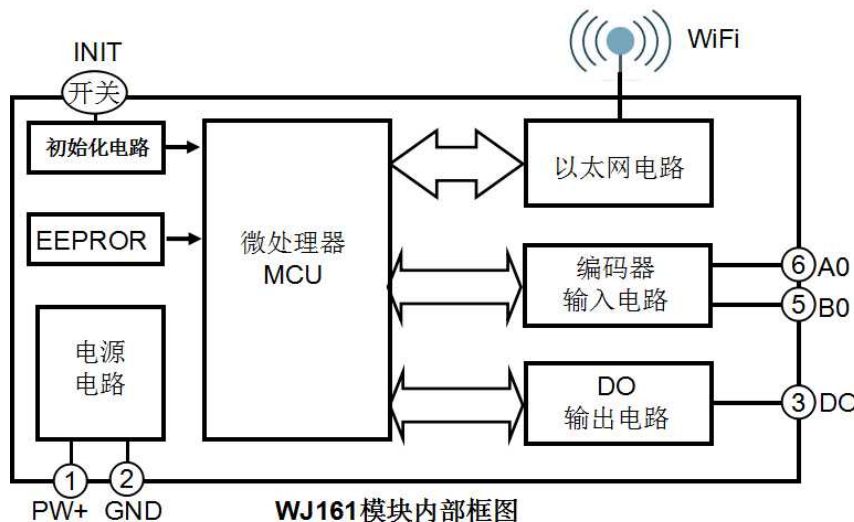 INIT
WiFi
开关
初始化电路
以太网电路
EEPROR
微处理器
MCU
编码器
输入电路
6 A0
5 B0
电源
电路
DO
输出电路
3 DO
1
2
PW+ GND
WJ161模块内部框图